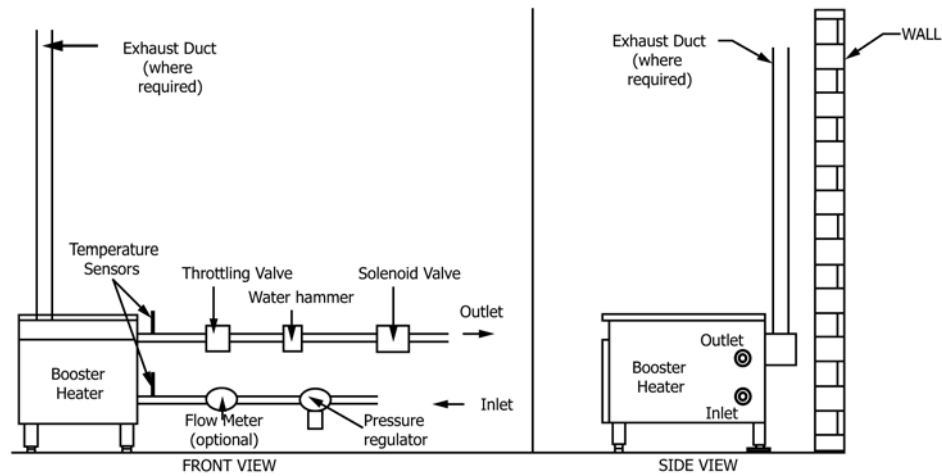 Exhaust Duct
(where
required)
Temperature
Sensors
Throttling Valve
Water hammer
Solenoid Valve
Outlet
Booster
Heater
Inlet
Flow Meter
(optional)
Pressure
regulator
FRONT VIEW
Exhaust Duct
(where
required)
WALL
Outlet
Booster
Heater
Inlet
SIDE VIEW